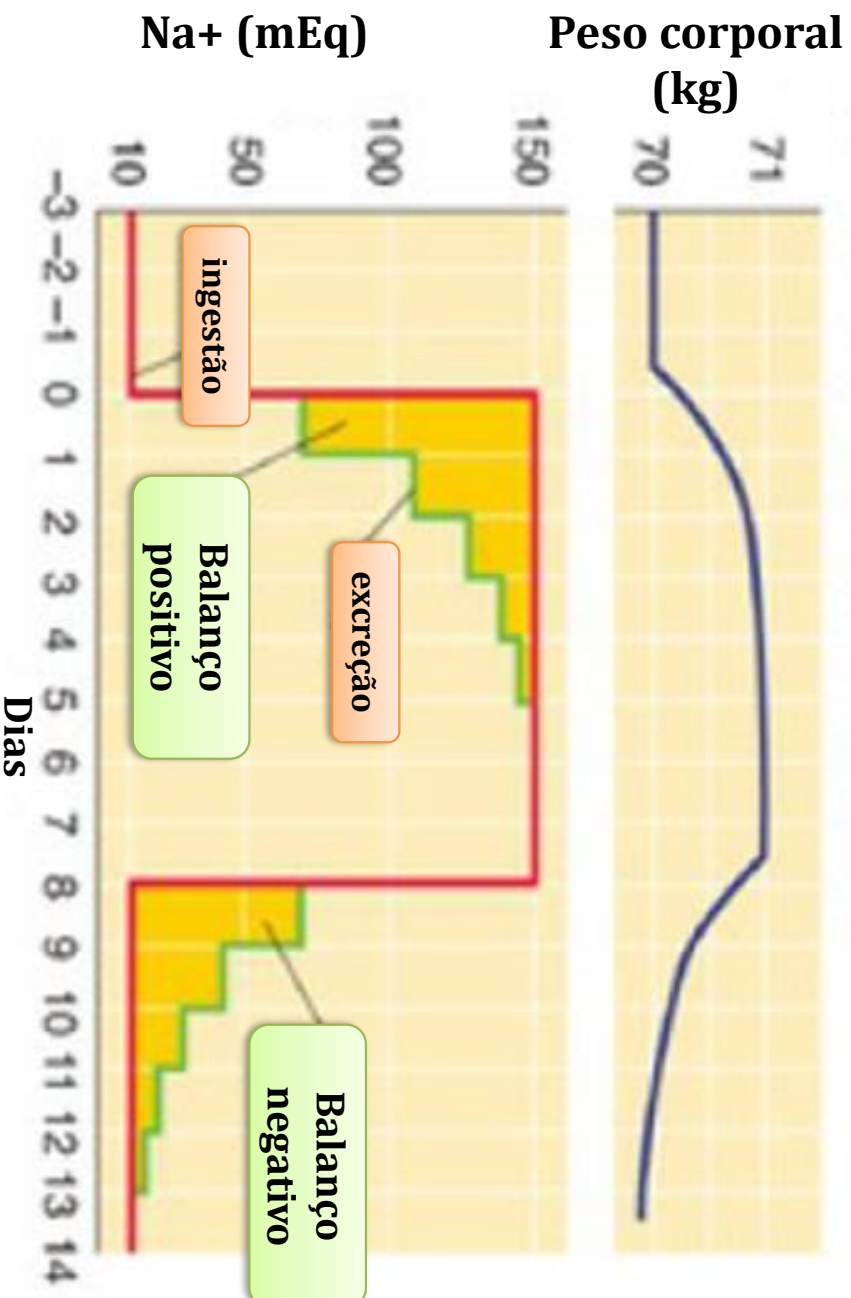 Na+ (mEq)
Peso corporal
(kg)
71
70
150
100
50
10
-3 -2 -1 0 1 2 3 4 5 6 7 8 9 10 11 12 13 14
ingestão
excreção
Balanço
positivo
Balanço
negativo
Dias